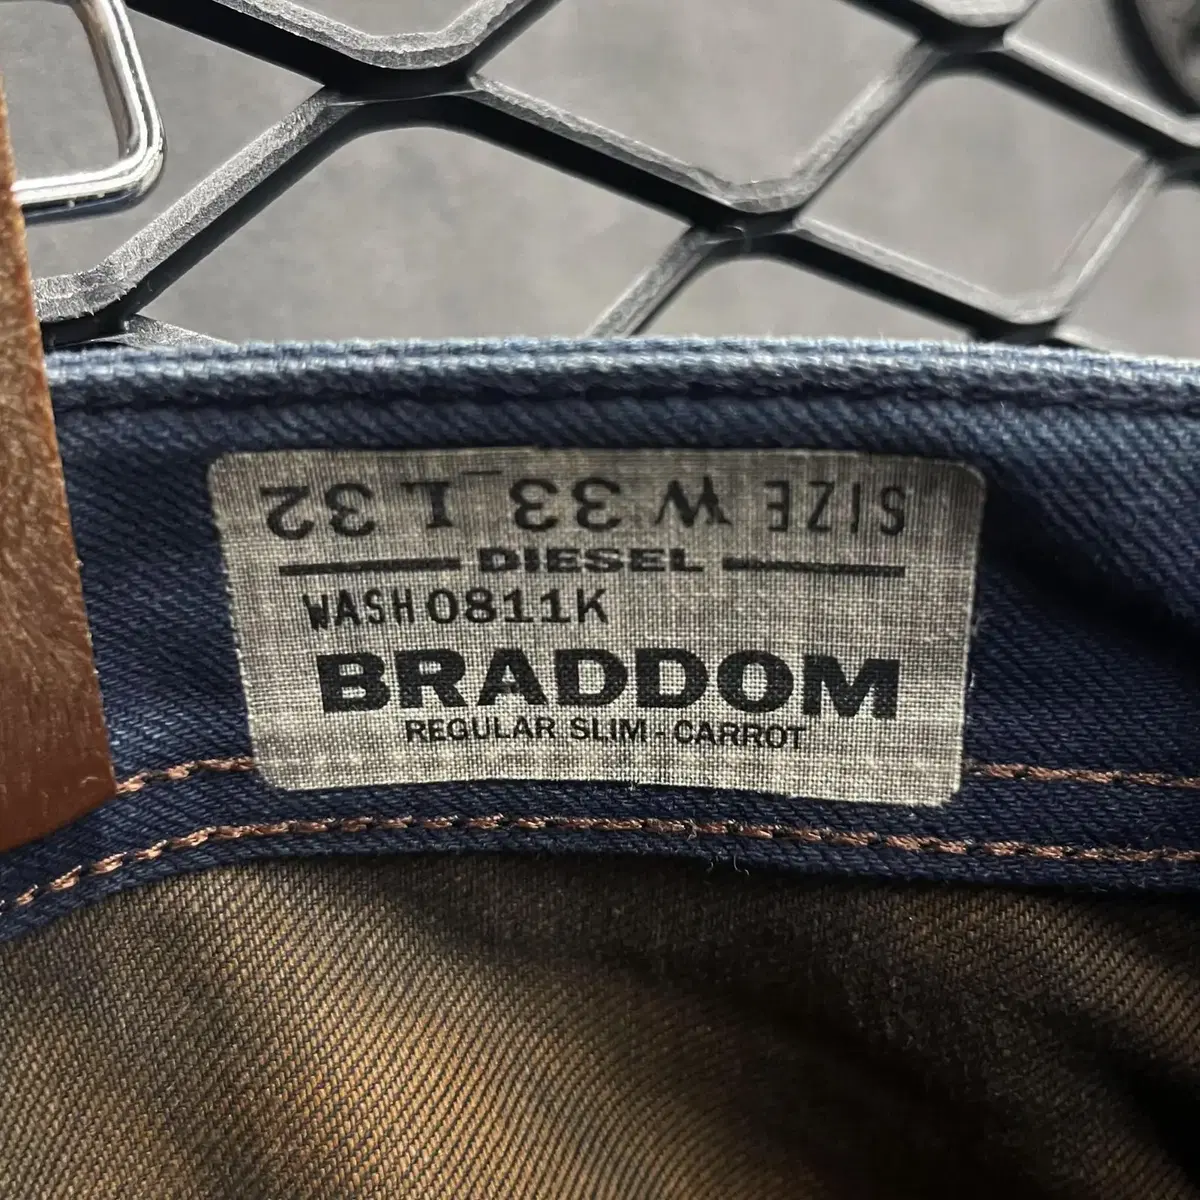 SIZE W 33 L 32
DIESEL
WASH 0811K
BRADDOM
REGULAR SLIM - CARROT